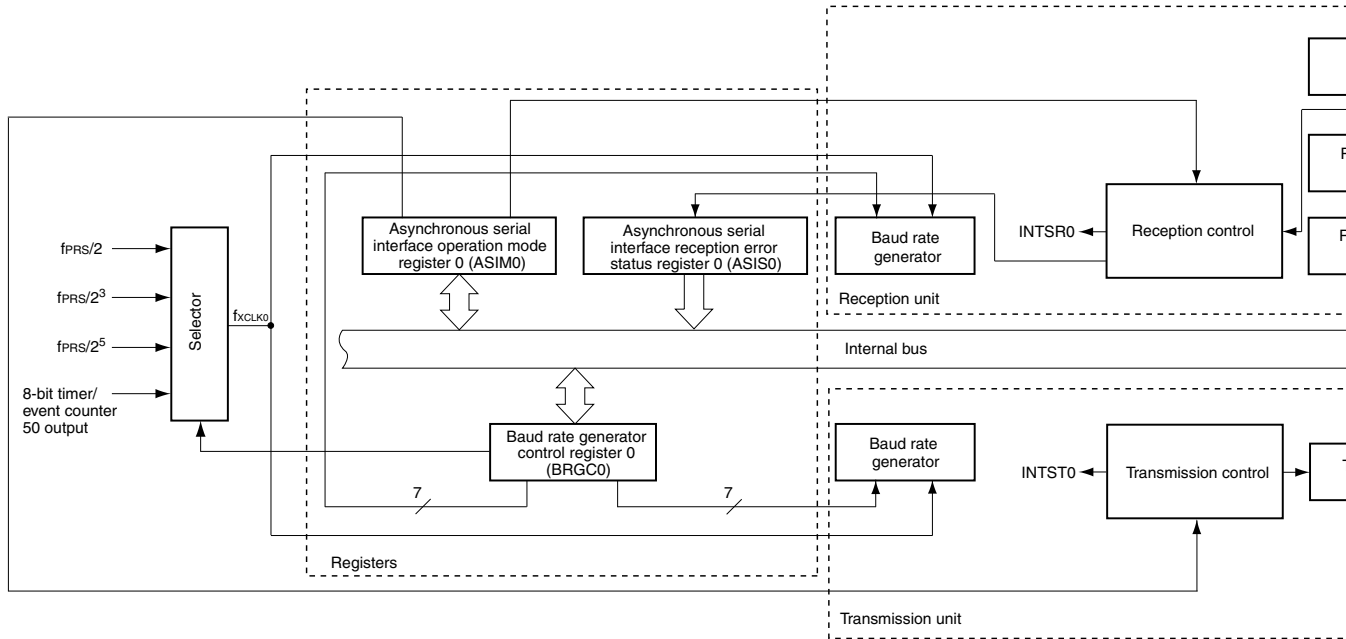 Asynchronous serial
interface operation mode
register 0 (ASIM0)
Asynchronous serial
interface reception error
status register 0 (ASIS0)
Baud rate
generator
INTSR0
Reception control
Reception unit
fPRS/2
fPRS/2³
fPRS/2⁵
8-bit timer/
event counter
50 output
Selector
fXCLK0
Internal bus
Baud rate generator
control register 0
(BRGC0)
7
7
Baud rate
generator
INTST0
Transmission control
Registers
Transmission unit